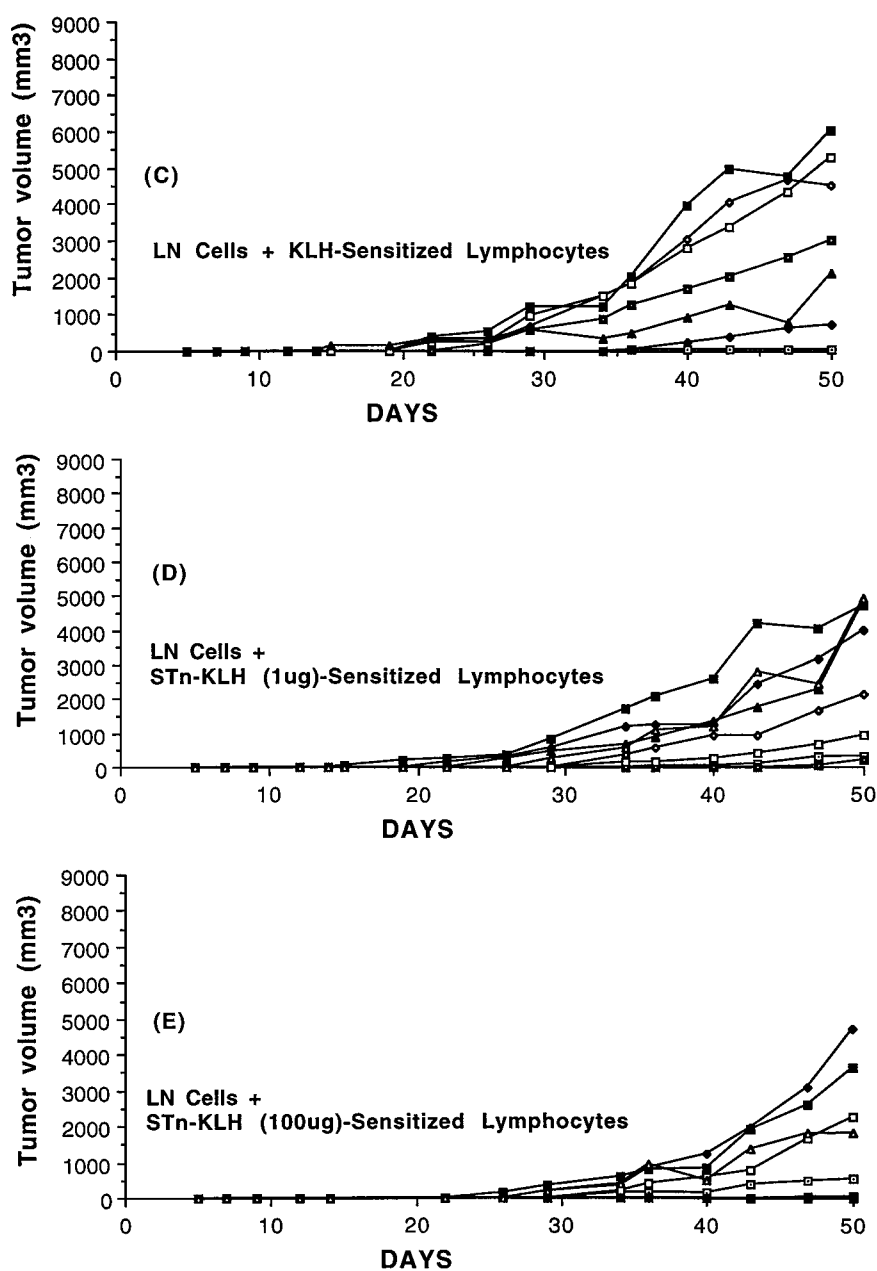 9000
8000
7000
6000
5000
4000
3000
2000
1000
0
Tumor volume (mm3)
(C)
LN Cells + KLH-Sensitized Lymphocytes
0 10 20 30 40 50
DAYS
9000
8000
7000
6000
5000
4000
3000
2000
1000
0
Tumor volume (mm3)
(D)
LN Cells +
STn-KLH (1ug)-Sensitized Lymphocytes
0 10 20 30 40 50
DAYS
9000
8000
7000
6000
5000
4000
3000
2000
1000
0
Tumor volume (mm3)
(E)
LN Cells +
STn-KLH (100ug)-Sensitized Lymphocytes
0 10 20 30 40 50
DAYS